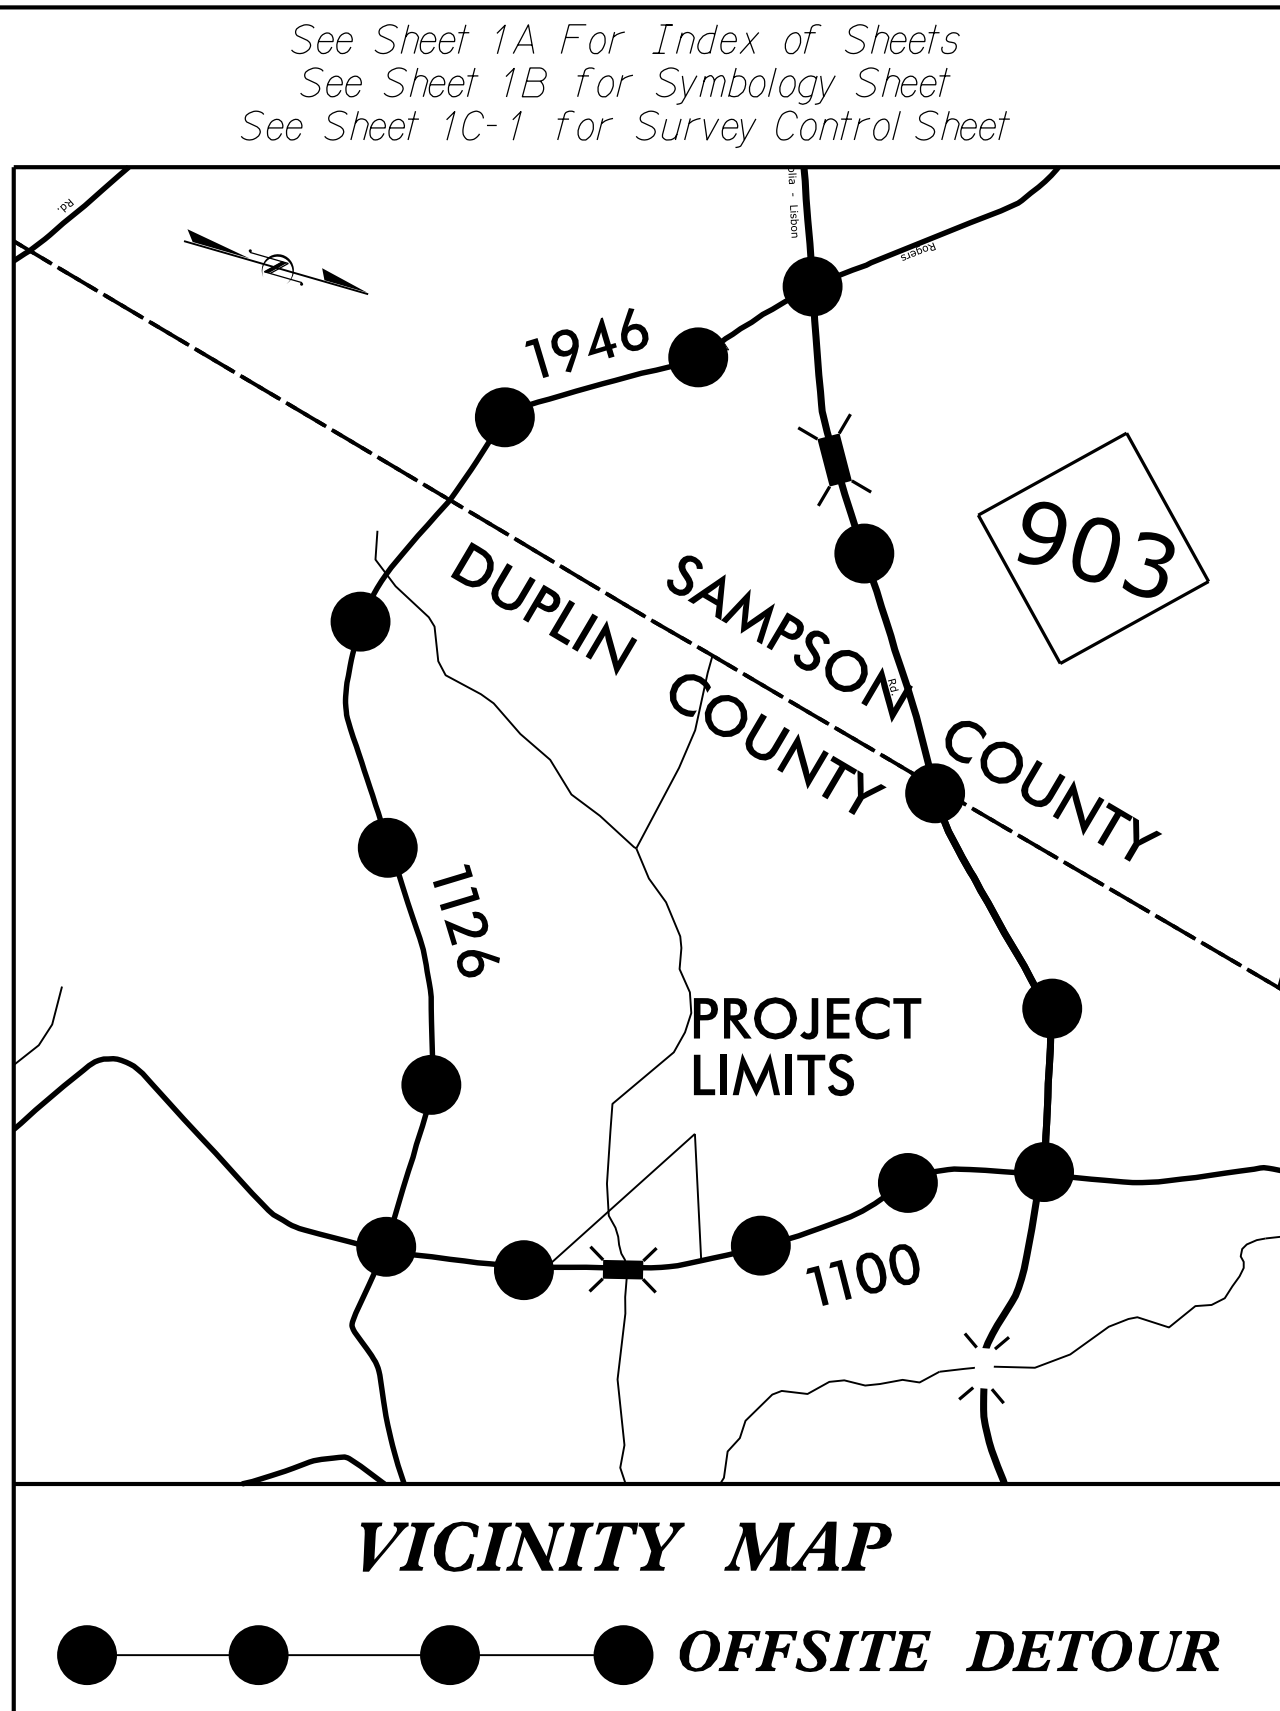 See Sheet 1A For Index of Sheets
See Sheet 1B for Symbology Sheet
See Sheet 1C-1 for Survey Control Sheet
Rd.
- Lisbon
Rogers
1946
903
DUPLIN COUNTY
SAMPSON COUNTY
Rd.
1126
PROJECT
LIMITS
1100
VICINITY MAP
OFFSITE DETOUR